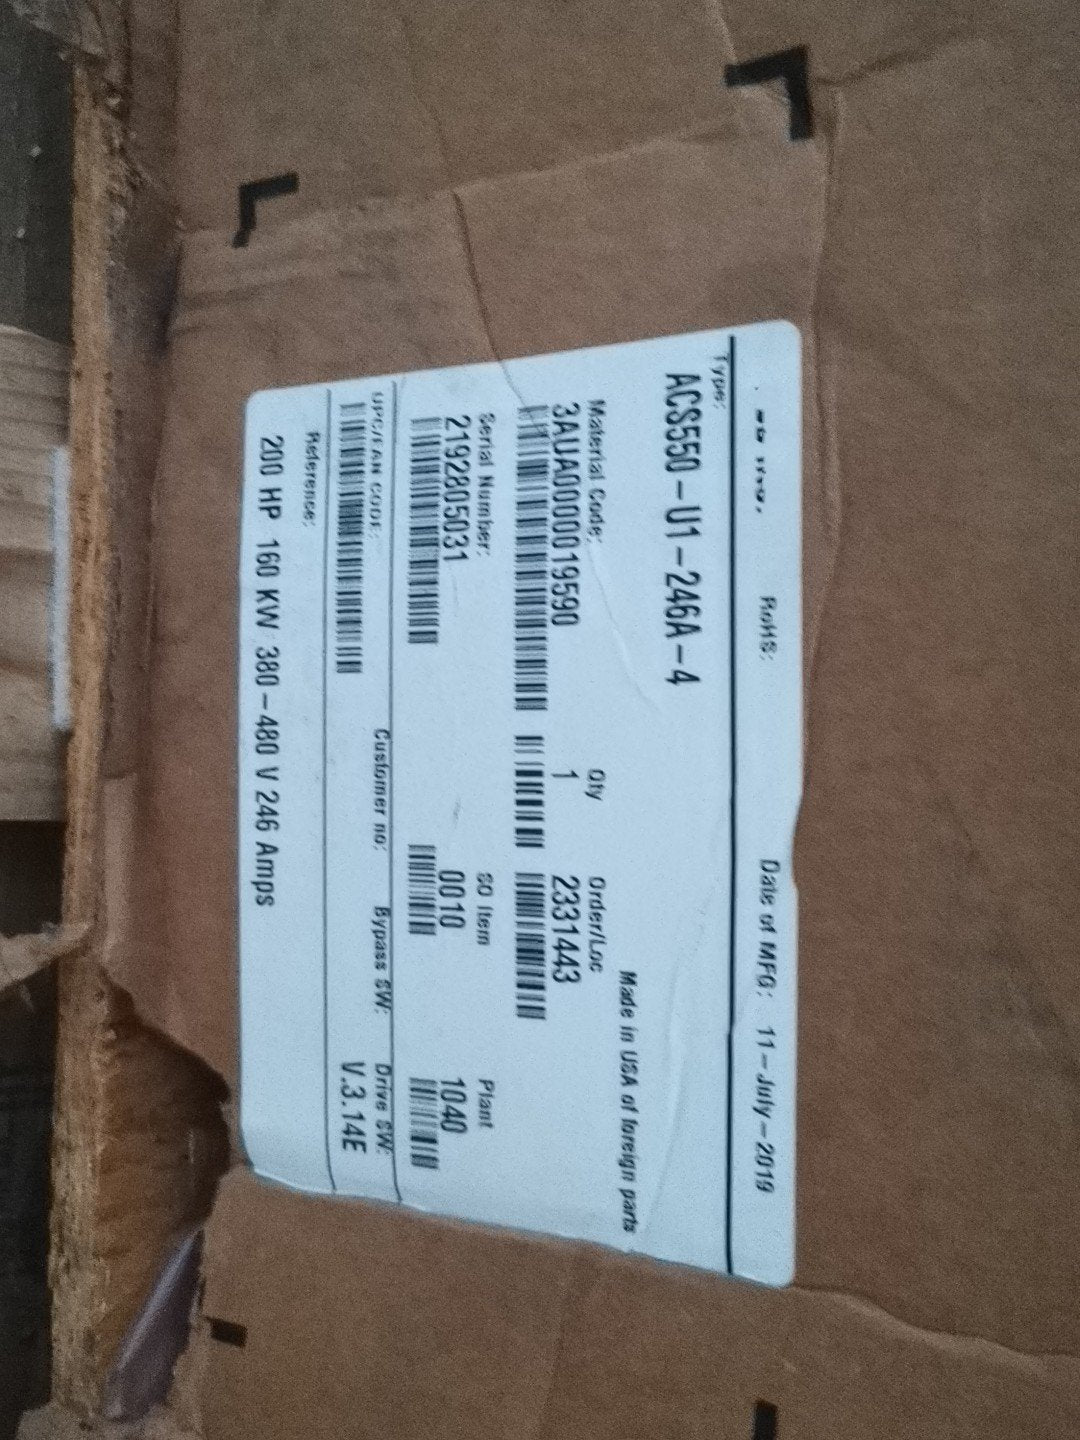 RoHS: Date of MFG: 11-July-2019
Type:
ACS550-U1-246A-4
Made in USA of foreign parts
Material Code: Qty Order/Loc
3AUA0000019590 1 2331443
Serial Number: SO Item Plant
2192805031 0010 1040
UPC/EAN CODE: Customer no: Bypass SW: Drive SW:
V.3.14E
Reference:
200 HP 160 KW 380-480 V 246 Amps